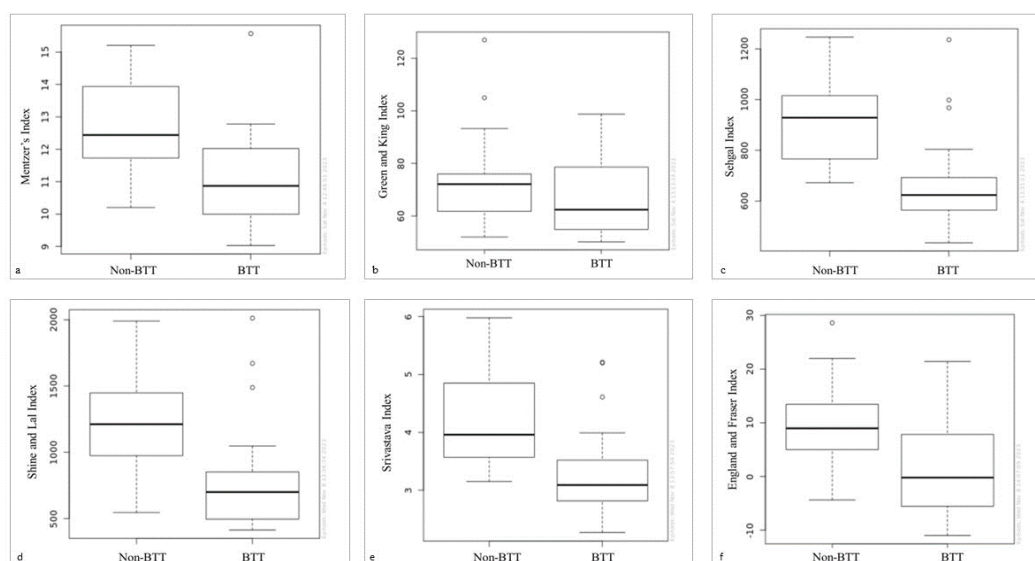 Mentzer's Index
15
14
13
12
11
10
9
Non-BTT BTT
a
Green and King Index
120
100
80
60
Non-BTT BTT
b
Sehgal Index
1200
1000
800
600
Non-BTT BTT
c
Shine and Lal Index
2000
1500
1000
500
Non-BTT BTT
d
Srivastava Index
6
5
4
3
Non-BTT BTT
e
England and Fraser Index
30
20
10
0
-10
Non-BTT BTT
f